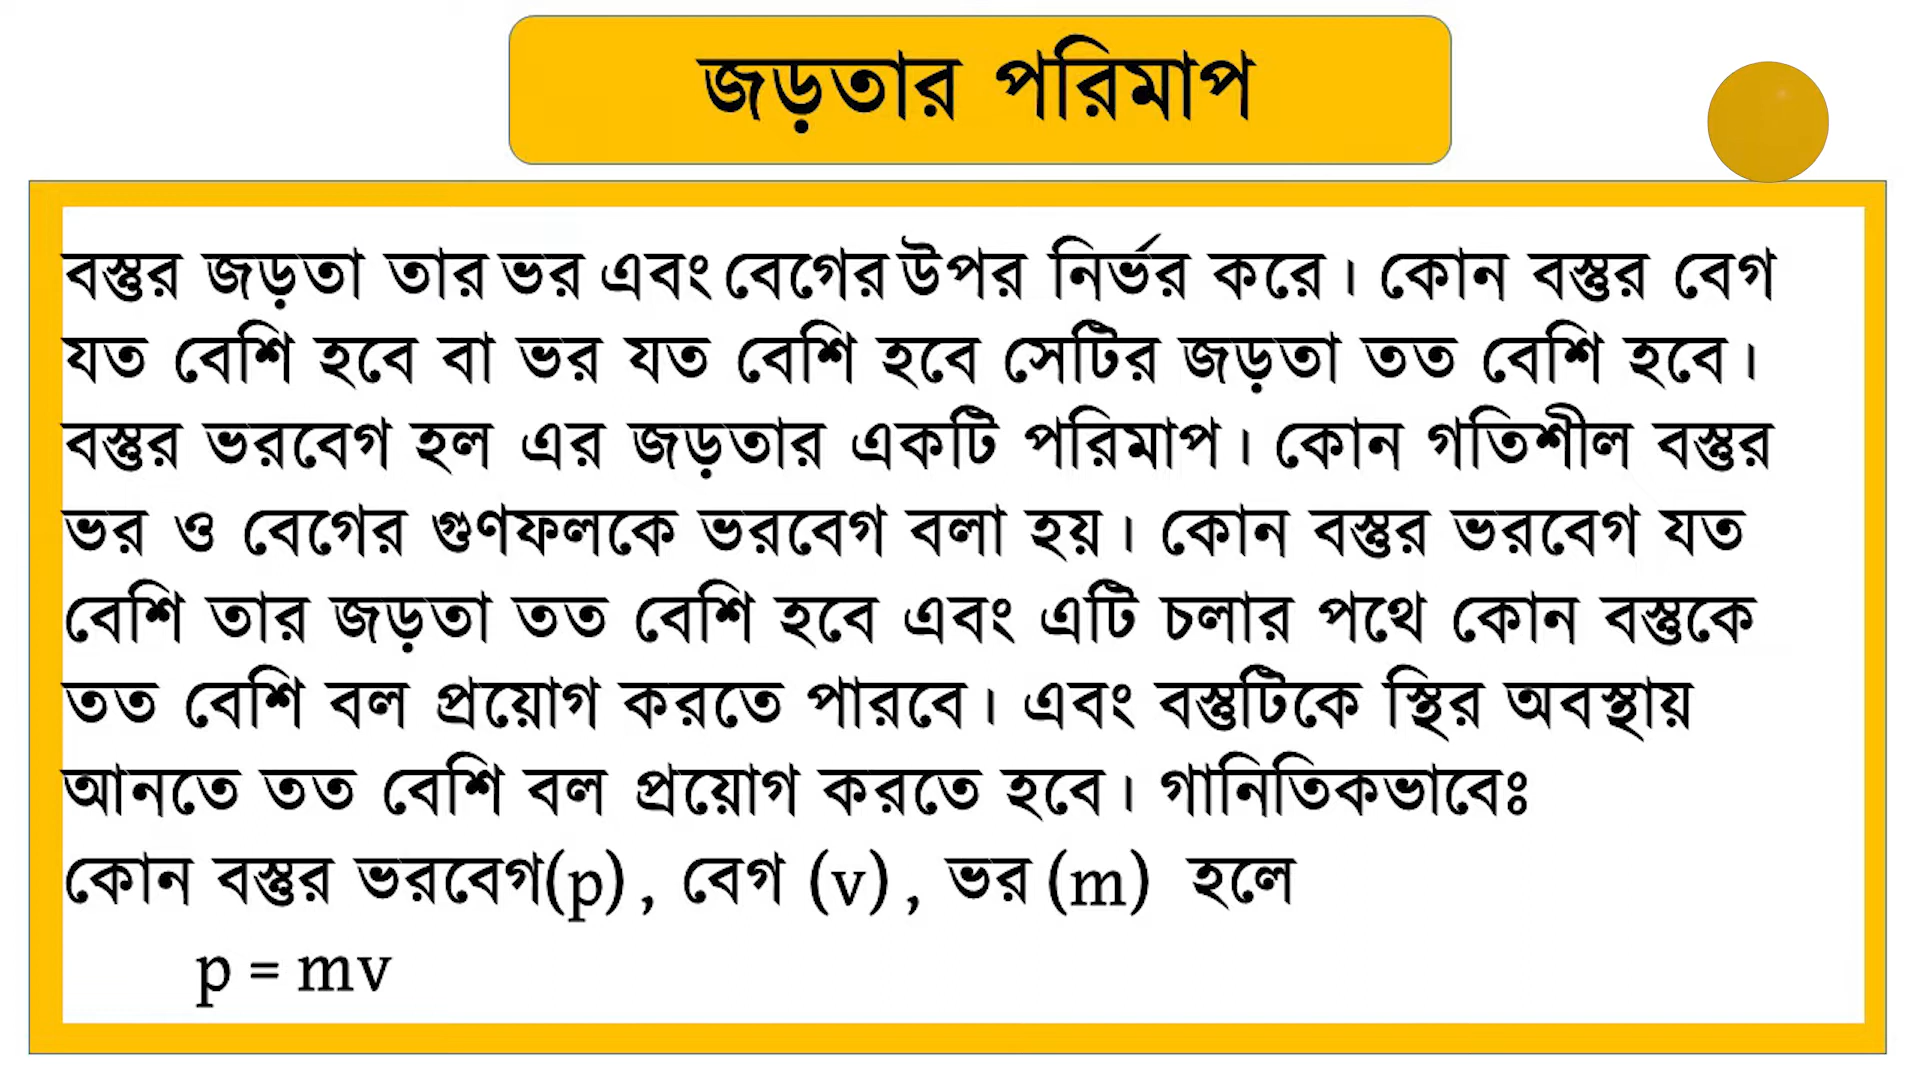 জড়তার পরিমাপ
বস্তুর জড়তা তার ভর এবং বেগের উপর নির্ভর করে। কোন বস্তুর বেগ
যত বেশি হবে বা ভর যত বেশি হবে সেটির জড়তা তত বেশি হবে।
বস্তুর ভরবেগ হল এর জড়তার একটি পরিমাপ। কোন গতিশীল বস্তুর
ভর ও বেগের গুণফলকে ভরবেগ বলা হয়। কোন বস্তুর ভরবেগ যত
বেশি তার জড়তা তত বেশি হবে এবং এটি চলার পথে কোন বস্তুকে
তত বেশি বল প্রয়োগ করতে পারবে। এবং বস্তুটিকে স্থির অবস্থায়
আনতে তত বেশি বল প্রয়োগ করতে হবে। গানিতিকভাবেঃ
কোন বস্তুর ভরবেগ(p) , বেগ (v) , ভর (m) হলে
p = mv